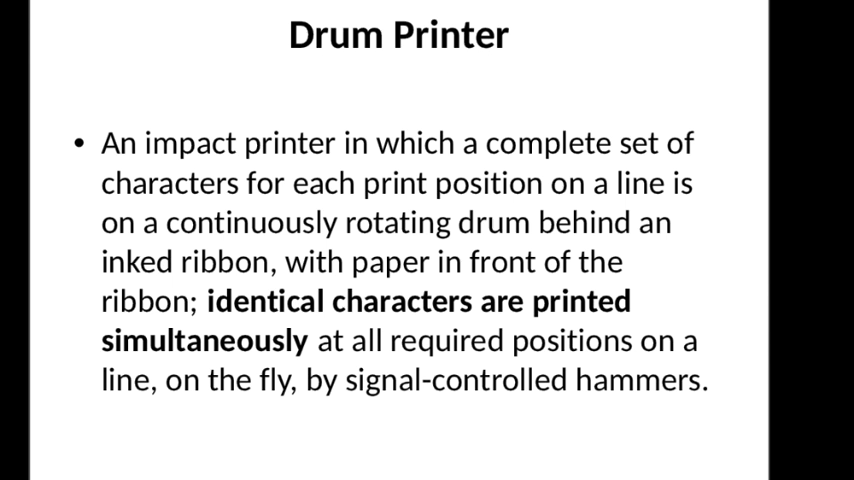 Drum Printer
• An impact printer in which a complete set of
characters for each print position on a line is
on a continuously rotating drum behind an
inked ribbon, with paper in front of the
ribbon; identical characters are printed
simultaneously at all required positions on a
line, on the fly, by signal-controlled hammers.